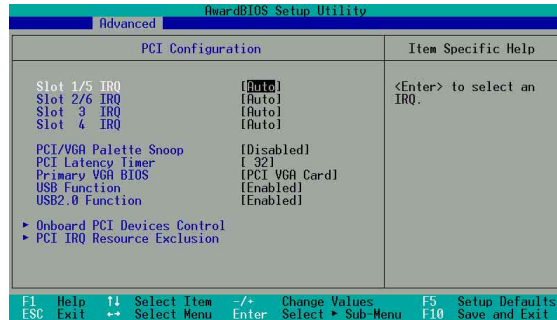 AwardBIOS Setup Utility
Advanced
PCI Configuration
Item Specific Help
Slot 1/5 IRQ [Auto]
Slot 2/6 IRQ [Auto]
Slot 3 IRQ [Auto]
Slot 4 IRQ [Auto]
<Enter> to select an
IRQ.
PCI/VGA Palette Snoop [Disabled]
PCI Latency Timer [ 32]
Primary VGA BIOS [PCI VGA Card]
USB Function [Enabled]
USB2.0 Function [Enabled]
► Onboard PCI Devices Control
► PCI IRQ Resource Exclusion
F1 Help ↑↓ Select Item -/+ Change Values F5 Setup Defaults
ESC Exit ↔ Select Menu Enter Select ► Sub-Menu F10 Save and Exit